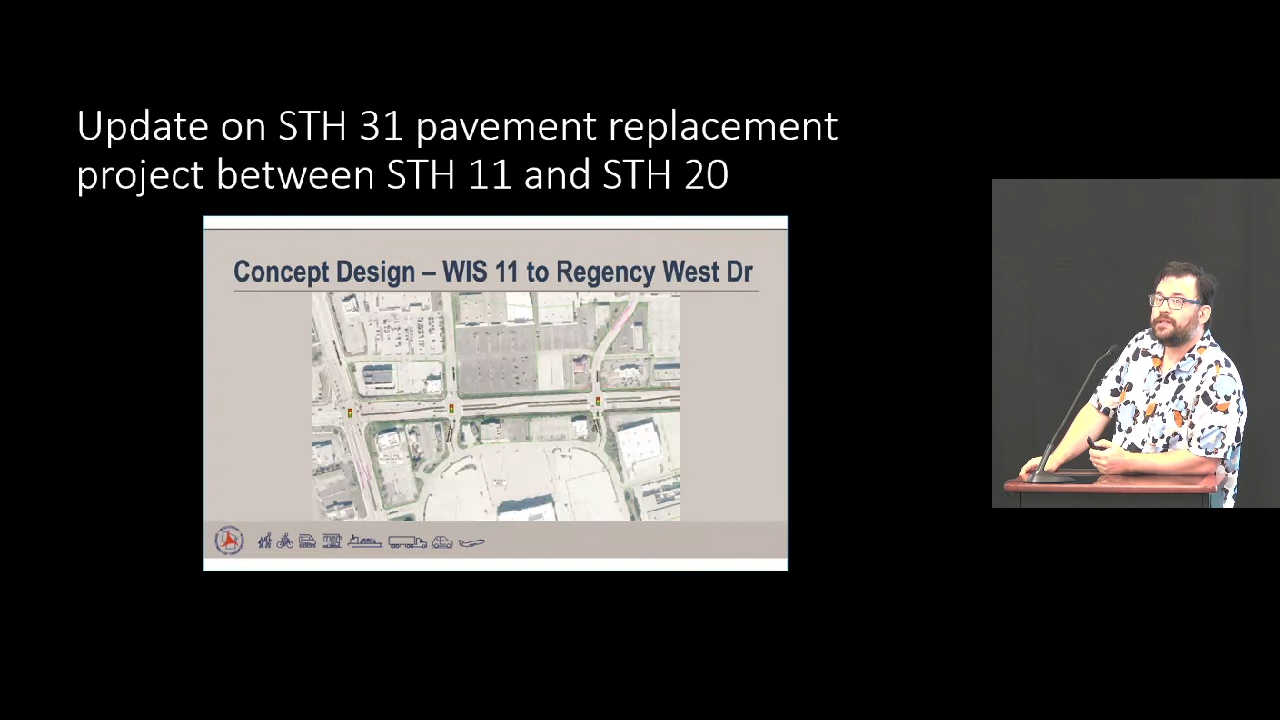 Update on STH 31 pavement replacement
project between STH 11 and STH 20
Concept Design – WIS 11 to Regency West Dr